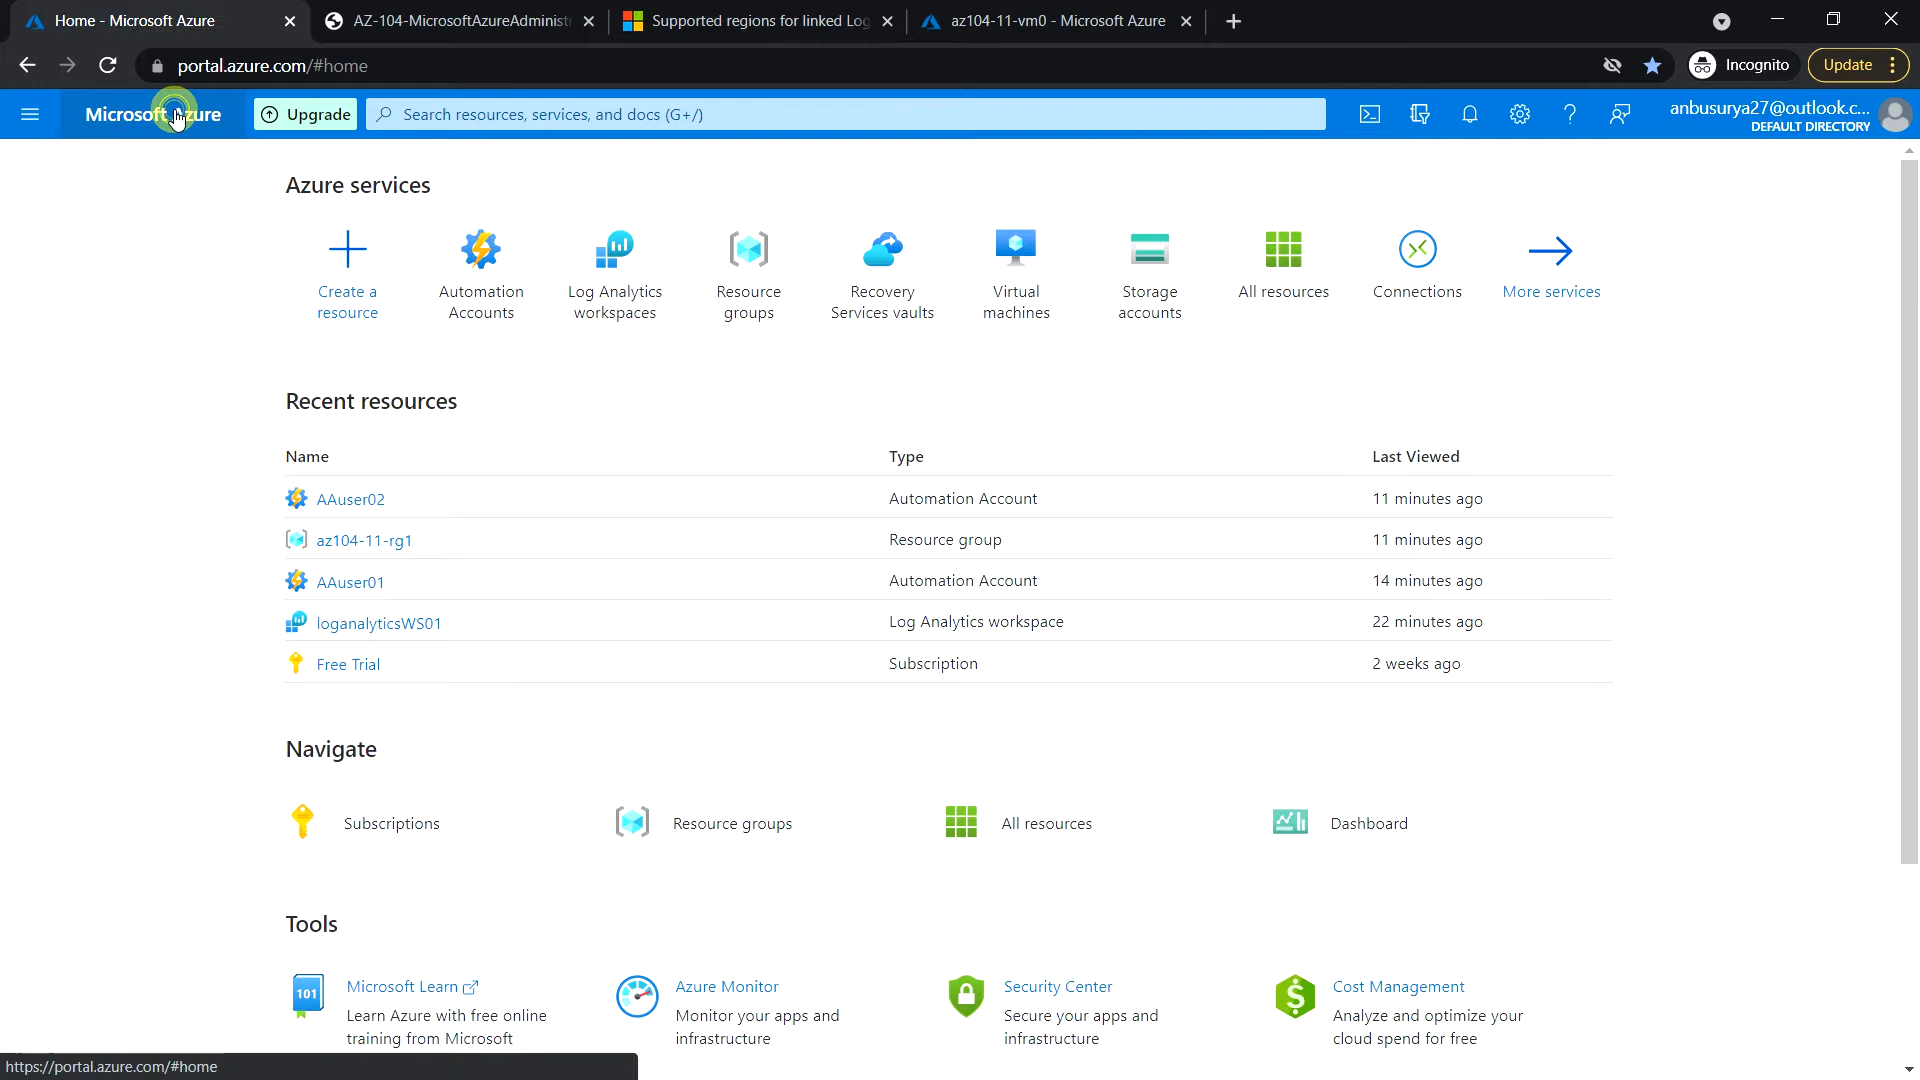 Home - Microsoft Azure
AZ-104-MicrosoftAzureAdminist
Supported regions for linked Log
az104-11-vm0 - Microsoft Azure
portal.azure.com/#home
Incognito
Update
Microsoft Azure
Upgrade
Search resources, services, and docs (G+/)
anbusurya27@outlook.c...
DEFAULT DIRECTORY
Azure services
Create a resource
Automation Accounts
Log Analytics workspaces
Resource groups
Recovery Services vaults
Virtual machines
Storage accounts
All resources
Connections
More services
Recent resources
Name Type Last Viewed
AAuser02 Automation Account 11 minutes ago
az104-11-rg1 Resource group 11 minutes ago
AAuser01 Automation Account 14 minutes ago
loganalyticsWS01 Log Analytics workspace 22 minutes ago
Free Trial Subscription 2 weeks ago
Navigate
Subscriptions
Resource groups
All resources
Dashboard
Tools
101
Microsoft Learn
Learn Azure with free online
training from Microsoft
Azure Monitor
Monitor your apps and
infrastructure
Security Center
Secure your apps and
infrastructure
Cost Management
Analyze and optimize your
cloud spend for free
https://portal.azure.com/#home